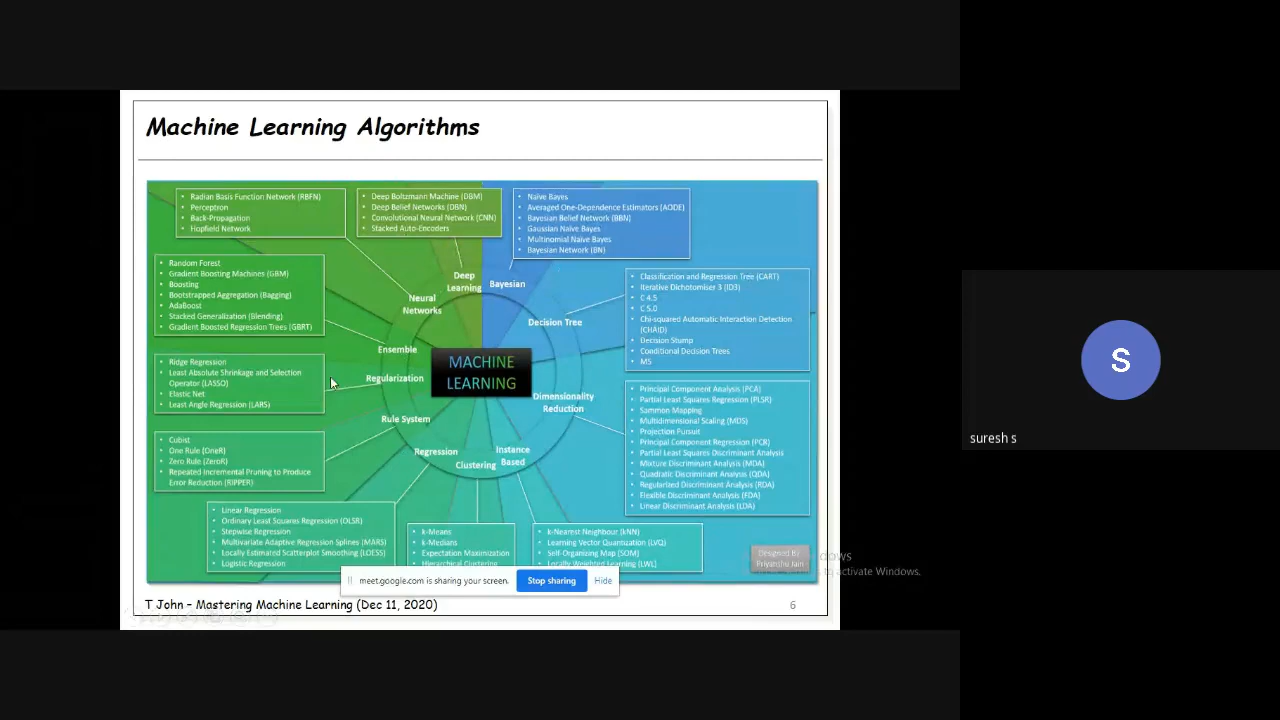 Machine Learning Algorithms
Radian Basis Function Network (RBFN)
Perceptron
Back-Propagation
Hopfield Network
Deep Boltzmann Machine (DBM)
Deep Belief Networks (DBN)
Convolutional Neural Network (CNN)
Stacked Auto-Encoders
Naive Bayes
Averaged One-Dependence Estimators (AODE)
Bayesian Belief Network (BBN)
Gaussian Naive Bayes
Multinomial Naive Bayes
Bayesian Network (BN)
Random Forest
Gradient Boosting Machines (GBM)
Boosting
Bootstrapped Aggregation (Bagging)
AdaBoost
Stacked Generalization (Blending)
Gradient Boosted Regression Trees (GBRT)
Classification and Regression Tree (CART)
Iterative Dichotomiser 3 (ID3)
C 4.5
C 5.0
Chi-squared Automatic Interaction Detection
(CHAID)
Decision Stump
Conditional Decision Trees
M5
Deep
Learning
Bayesian
Neural
Networks
Decision Tree
Ensemble
Regularization
MACHINE
LEARNING
Dimensionality
Reduction
Rule System
Regression
Clustering
Instance
Based
Ridge Regression
Least Absolute Shrinkage and Selection
Operator (LASSO)
Elastic Net
Least Angle Regression (LARS)
Principal Component Analysis (PCA)
Partial Least Squares Regression (PLSR)
Sammon Mapping
Multidimensional Scaling (MDS)
Projection Pursuit
Principal Component Regression (PCR)
Partial Least Squares Discriminant Analysis
Mixture Discriminant Analysis (MDA)
Quadratic Discriminant Analysis (QDA)
Regularized Discriminant Analysis (RDA)
Flexible Discriminant Analysis (FDA)
Linear Discriminant Analysis (LDA)
Cubist
One Rule (OneR)
Zero Rule (ZeroR)
Repeated Incremental Pruning to Produce
Error Reduction (RIPPER)
Linear Regression
Ordinary Least Squares Regression (OLSR)
Stepwise Regression
Multivariate Adaptive Regression Splines (MARS)
Locally Estimated Scatterplot Smoothing (LOESS)
Logistic Regression
k-Means
k-Medians
Expectation Maximization
Hierarchical Clustering
k-Nearest Neighbour (kNN)
Learning Vector Quantization (LVQ)
Self-Organizing Map (SOM)
Locally Weighted Learning (LWL)
Designed By
Priyanshu Jain
meet.google.com is sharing your screen.
Stop sharing
Hide
T John – Mastering Machine Learning (Dec 11, 2020)
6
activate Windows.
S
suresh s